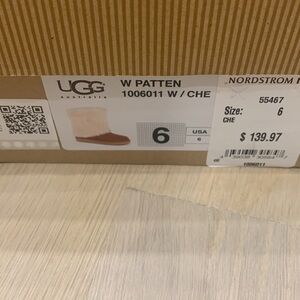 UGG
australia
W PATTEN
1006011 W / CHE
6
USA
6
NORDSTROM
55467
Size: 6
CHE
$ 139.97
1006011